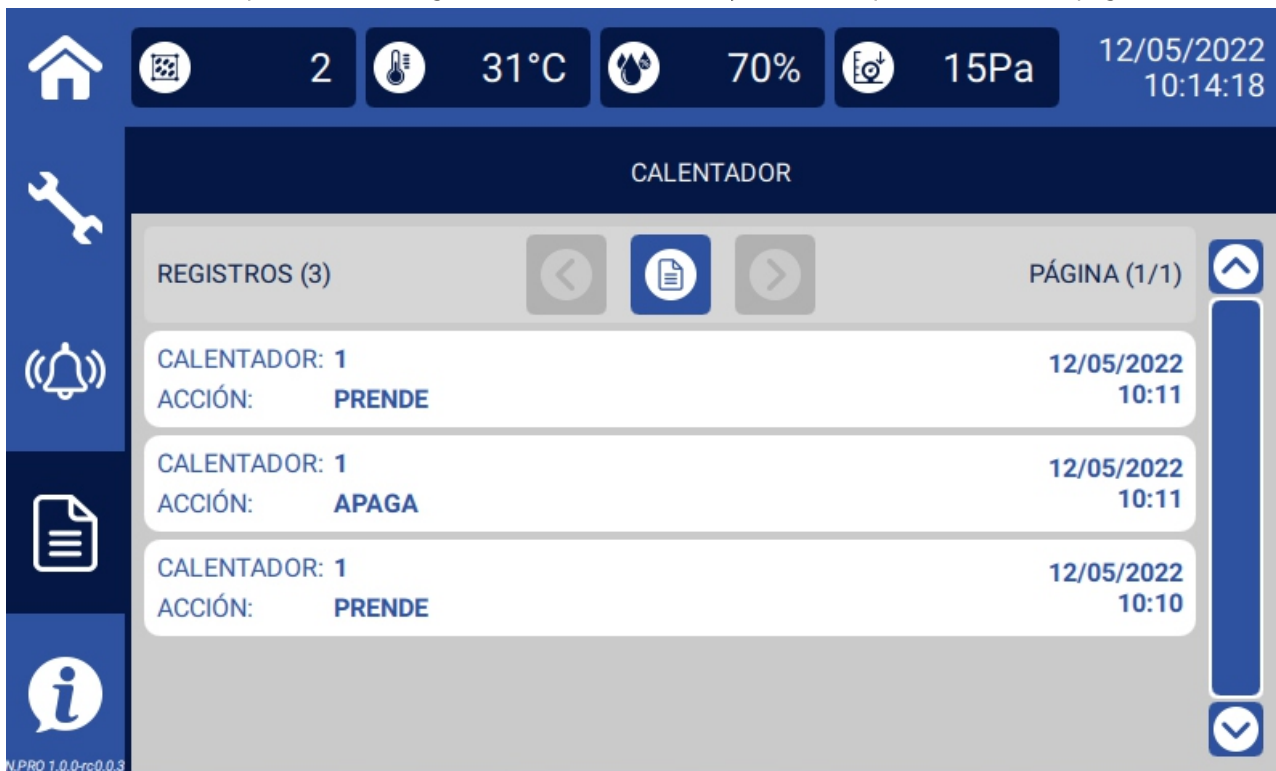 2
31°C
70%
15Pa
12/05/2022
10:14:18
CALENTADOR
REGISTROS (3)
PÁGINA (1/1)
CALENTADOR: 1
12/05/2022
ACCIÓN: PRENDE
10:11
CALENTADOR: 1
12/05/2022
ACCIÓN: APAGA
10:11
CALENTADOR: 1
12/05/2022
ACCIÓN: PRENDE
10:10
N.PRO 1.0.0-rc0.0.3